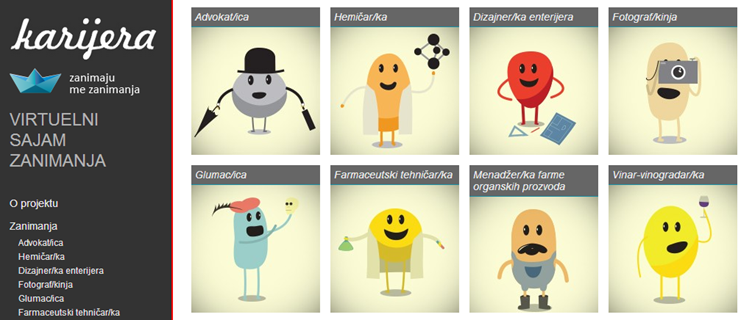 karijera
zanimaju
me zanimanja
VIRTUELNI
SAJAM
ZANIMANJA
O projektu
Zanimanja
Advokat/ica
Hemičar/ka
Dizajner/ka enterijera
Fotograf/kinja
Glumac/ica
Farmaceutski tehničar/ka
Advokat/ica
Hemičar/ka
Dizajner/ka enterijera
Fotograf/kinja
Glumac/ica
Farmaceutski tehničar/ka
Menadžer/ka farme
organskih prozvoda
Vinar-vinogradar/ka